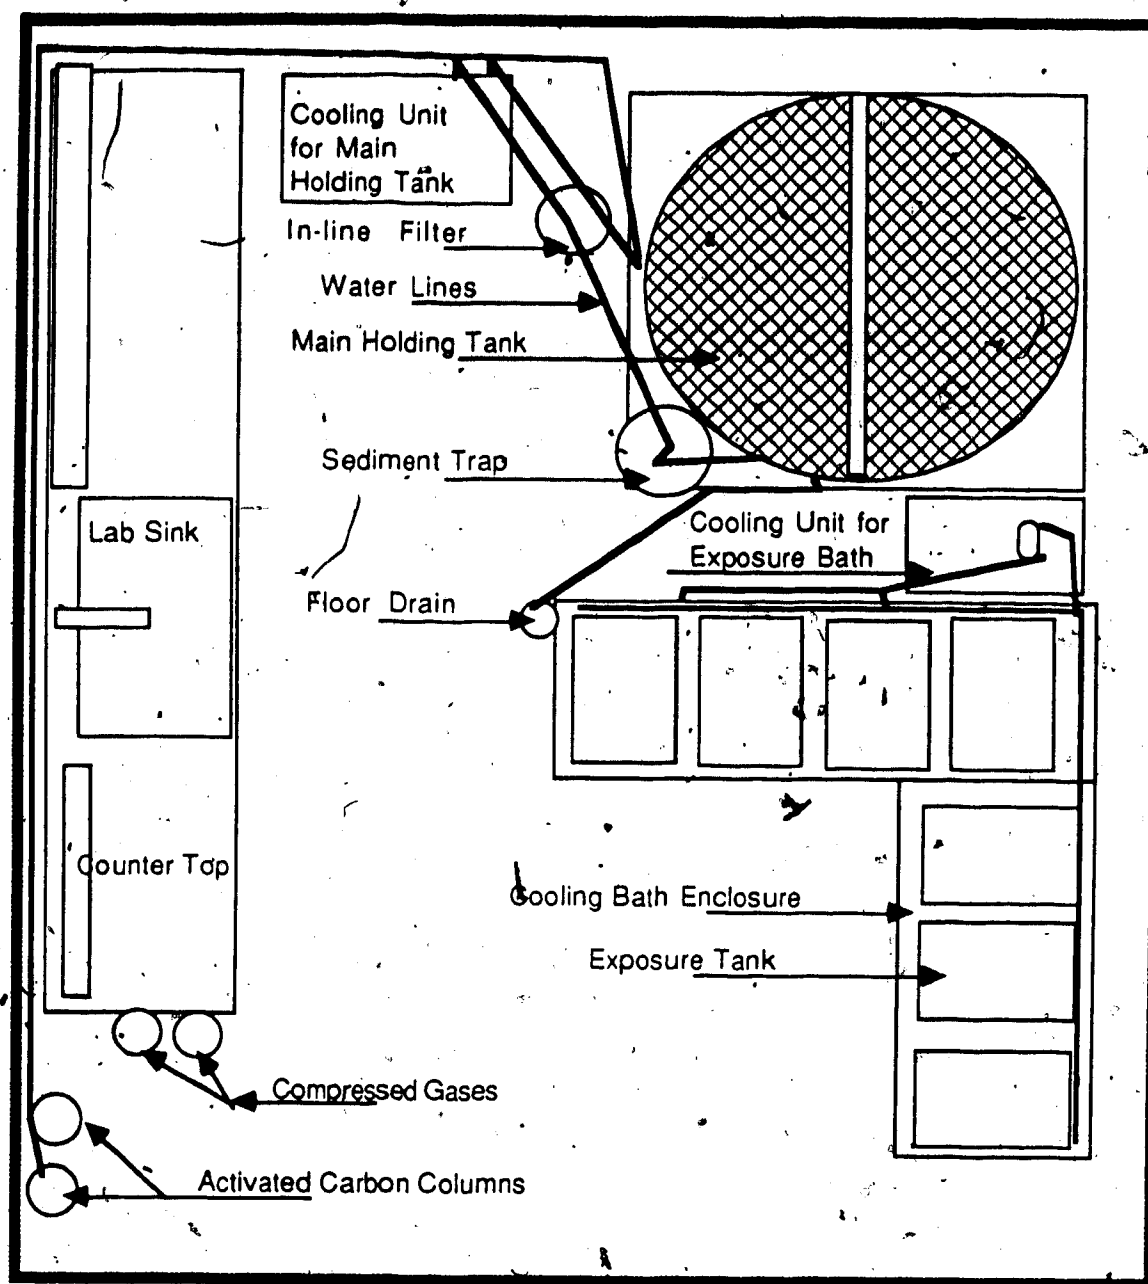 Cooling Unit
for Main
Holding Tank
In-line Filter
Water Lines
Main Holding Tank
Sediment Trap
Lab Sink
Cooling Unit for
Exposure Bath
Floor Drain
Counter Top
Cooling Bath Enclosure
Exposure Tank
Compressed Gases
Activated Carbon Columns